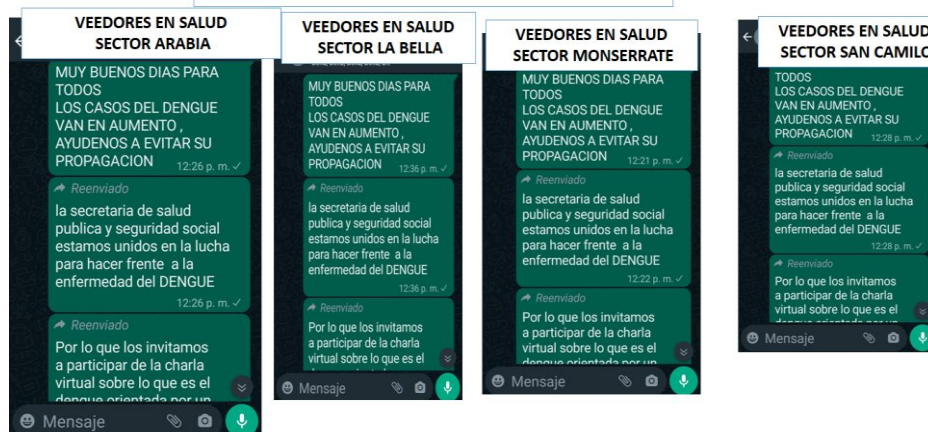 VEEDORES EN SALUD
SECTOR ARABIA
MUY BUENOS DIAS PARA
TODOS
LOS CASOS DEL DENGUE
VAN EN AUMENTO ,
AYUDENOS A EVITAR SU
PROPAGACION 12:26 p. m.
Reenviado
la secretaria de salud
publica y seguridad social
estamos unidos en la lucha
para hacer frente a la
enfermedad del DENGUE
12:26 p. m.
Reenviado
Por lo que los invitamos
a participar de la charla
virtual sobre lo que es el
dengue orientada por un
Mensaje
VEEDORES EN SALUD
SECTOR LA BELLA
MUY BUENOS DIAS PARA
TODOS
LOS CASOS DEL DENGUE
VAN EN AUMENTO ,
AYUDENOS A EVITAR SU
PROPAGACION 12:36 p. m.
Reenviado
la secretaria de salud
publica y seguridad social
estamos unidos en la lucha
para hacer frente a la
enfermedad del DENGUE
12:36 p. m.
Reenviado
Por lo que los invitamos
a participar de la charla
virtual sobre lo que es el
Mensaje
VEEDORES EN SALUD
SECTOR MONSERRATE
MUY BUENOS DIAS PARA
TODOS
LOS CASOS DEL DENGUE
VAN EN AUMENTO ,
AYUDENOS A EVITAR SU
PROPAGACION 12:21 p. m.
Reenviado
la secretaria de salud
publica y seguridad social
estamos unidos en la lucha
para hacer frente a la
enfermedad del DENGUE
12:22 p. m.
Reenviado
Por lo que los invitamos
a participar de la charla
virtual sobre lo que es el
dengue orientada por un
Mensaje
VEEDORES EN SALUD
SECTOR SAN CAMILO
TODOS
LOS CASOS DEL DENGUE
VAN EN AUMENTO ,
AYUDENOS A EVITAR SU
PROPAGACION 12:28 p. m.
Reenviado
la secretaria de salud
publica y seguridad social
estamos unidos en la lucha
para hacer frente a la
enfermedad del DENGUE
12:28 p. m.
Reenviado
Por lo que los invitamos
a participar de la charla
virtual sobre lo que es el
Mensaje